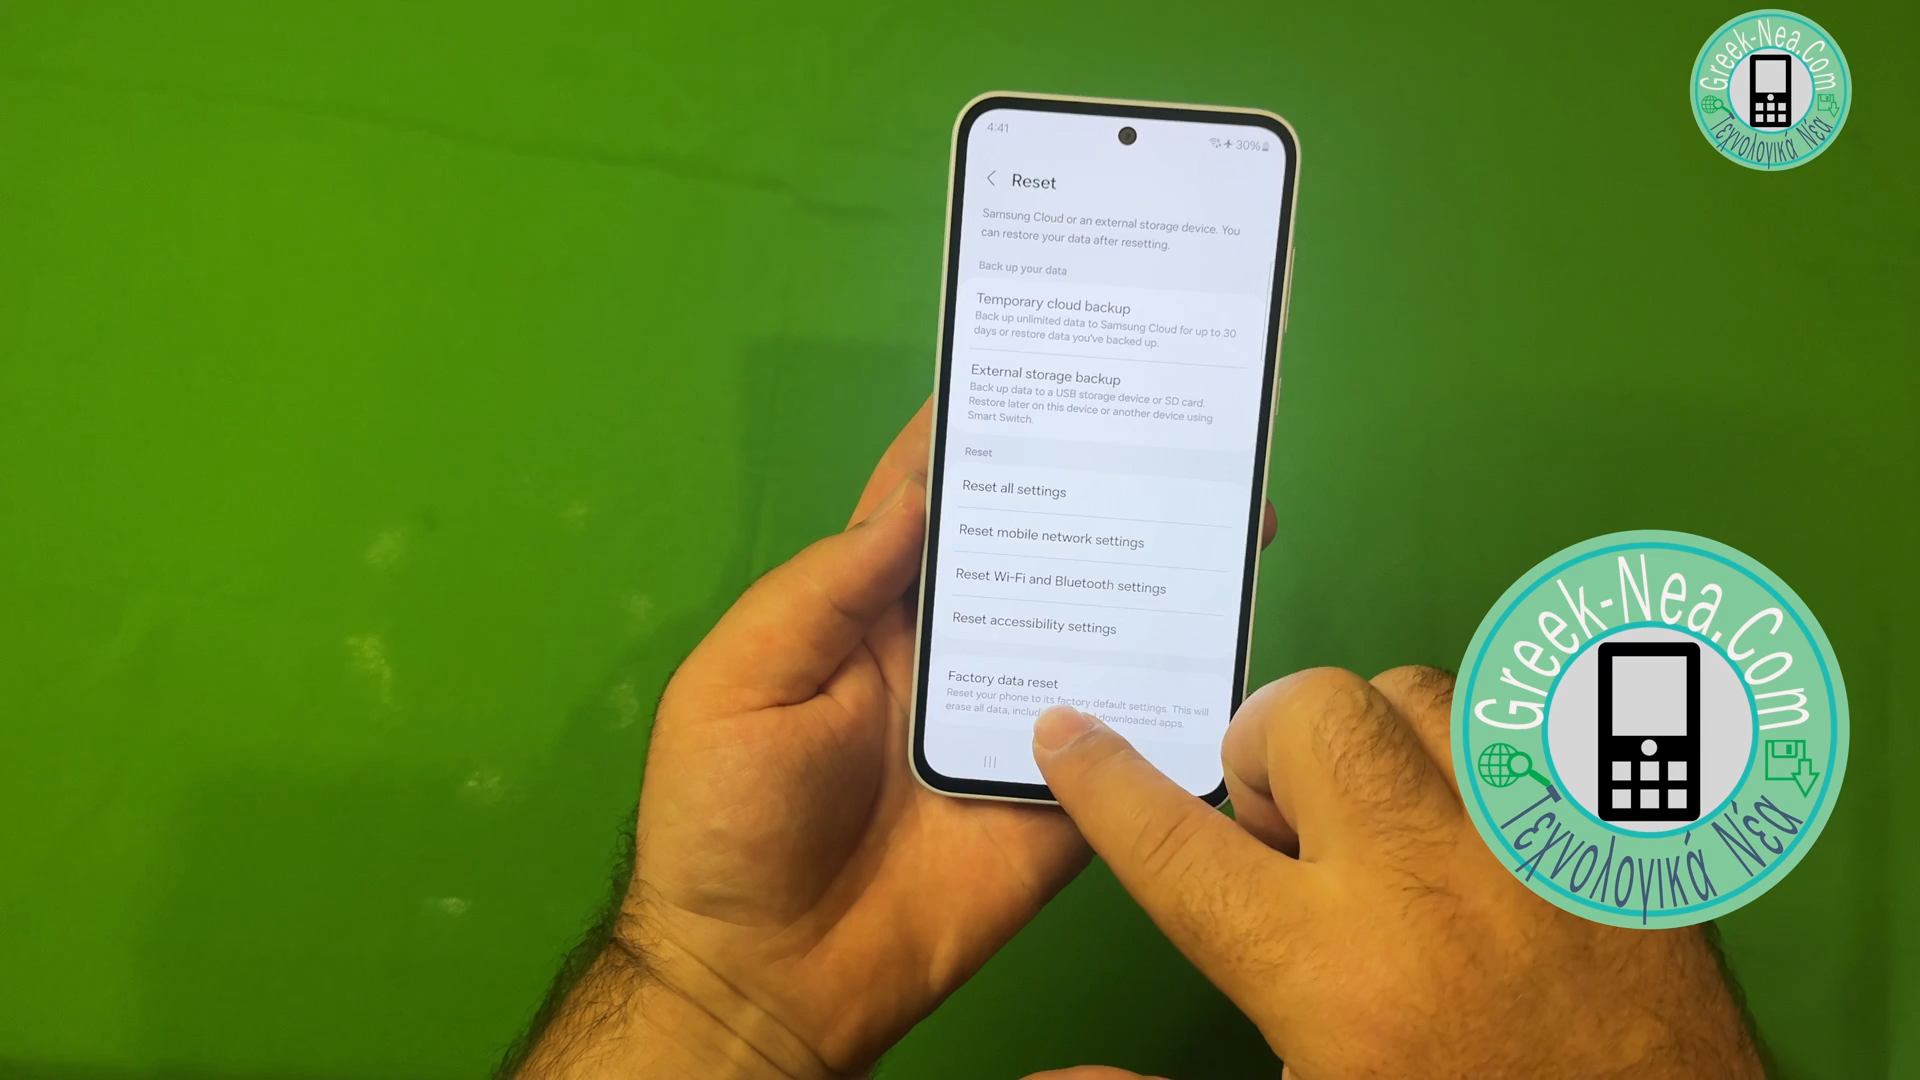 Greek-Nea.Com
Τεχνολογικά Νέα
4:41
30%
Reset
Samsung Cloud or an external storage device. You
can restore your data after resetting.
Back up your data
Temporary cloud backup
Back up unlimited data to Samsung Cloud for up to 30
days or restore data you've backed up.
External storage backup
Back up data to a USB storage device or SD card.
Restore later on this device or another device using
Smart Switch.
Reset
Reset all settings
Reset mobile network settings
Reset Wi-Fi and Bluetooth settings
Reset accessibility settings
Factory data reset
Reset your phone to its factory default settings. This will
erase all data, downloaded apps.
Greek-Nea.Com
Τεχνολογικά Νέα